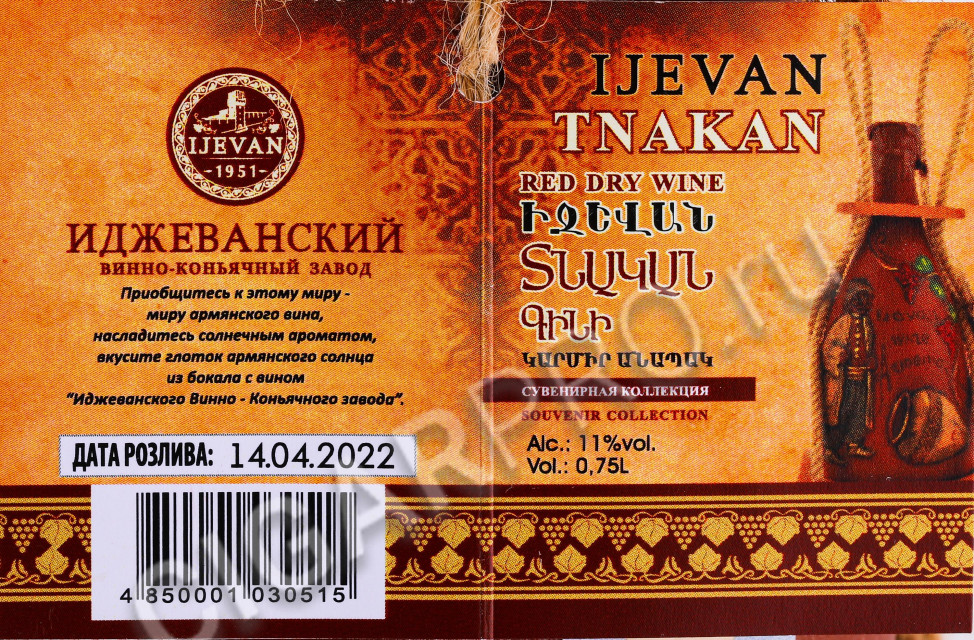 IJEVAN
-1951-
ИДЖЕВАНСКИЙ
ВИННО-КОНЬЯЧНЫЙ ЗАВОД
Приобщитесь к этому миру -
миру армянского вина,
насладитесь солнечным ароматом,
вкусите глоток армянского солнца
из бокала с вином
"Иджеванского Винно - Коньячного завода".
ДАТА РОЗЛИВА: 14.04.2022
4 850001 030515
IJEVAN
TNAKAN
RED DRY WINE
ԻՋԵՎԱՆ
ՏՆԱԿԱՆ
ԳԻՆԻ
ԿԱՐՄԻՐ ԱՆԱՊԱԿ
СУВЕНИРНАЯ КОЛЛЕКЦИЯ
SOUVENIR COLLECTION
Alc.: 11%vol.
Vol.: 0,75L
CIGARPRO.ru